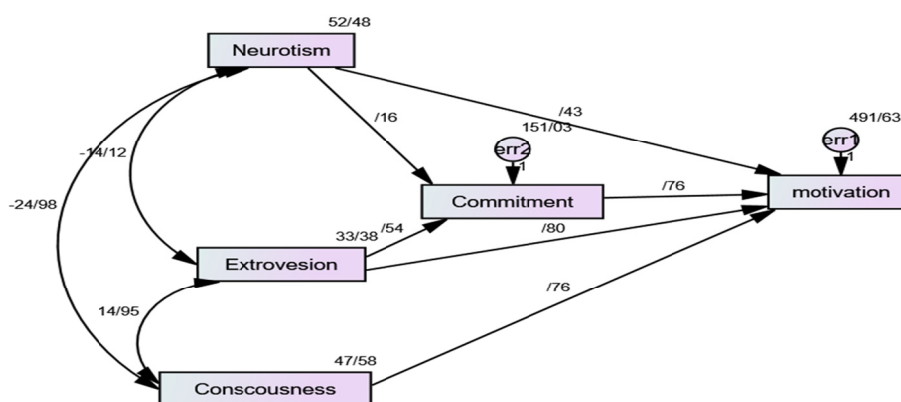 52/48
Neurotism
/43
/16
491/63
151/03
err1
1
-14/12
err2
1
/76
motivation
-24/98
Commitment
/54
33/38
/80
Extrovesion
/76
14/95
47/58
Conscousness